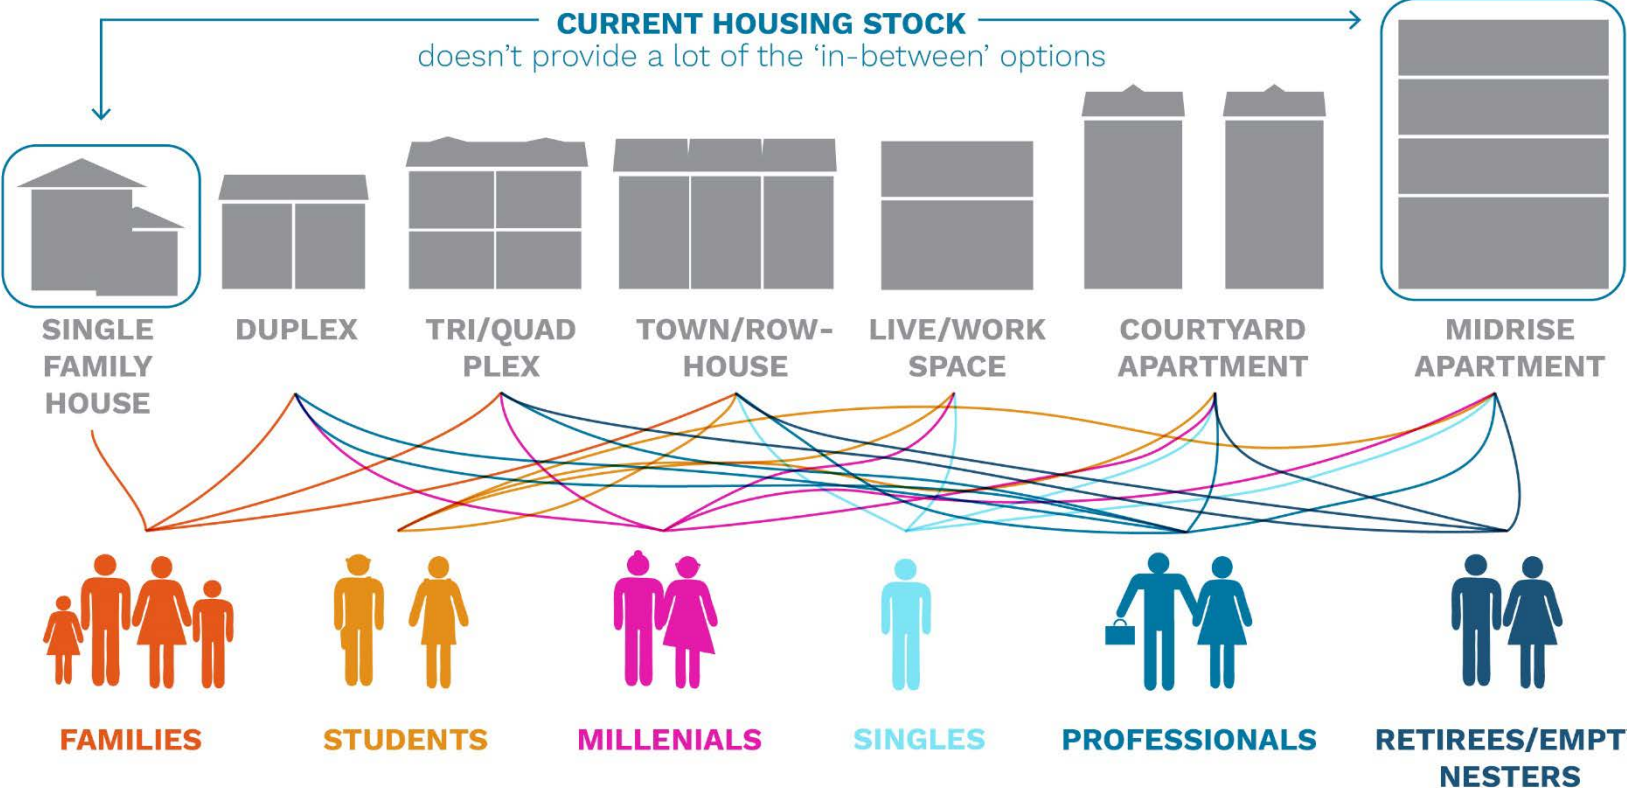 CURRENT HOUSING STOCK
doesn't provide a lot of the 'in-between' options
SINGLE
FAMILY
HOUSE
DUPLEX
TRI/QUAD
PLEX
TOWN/ROW-
HOUSE
LIVE/WORK
SPACE
COURTYARD
APARTMENT
MIDRISE
APARTMENT
FAMILIES
STUDENTS
MILLENIALS
SINGLES
PROFESSIONALS
RETIREES/EMPT
NESTERS